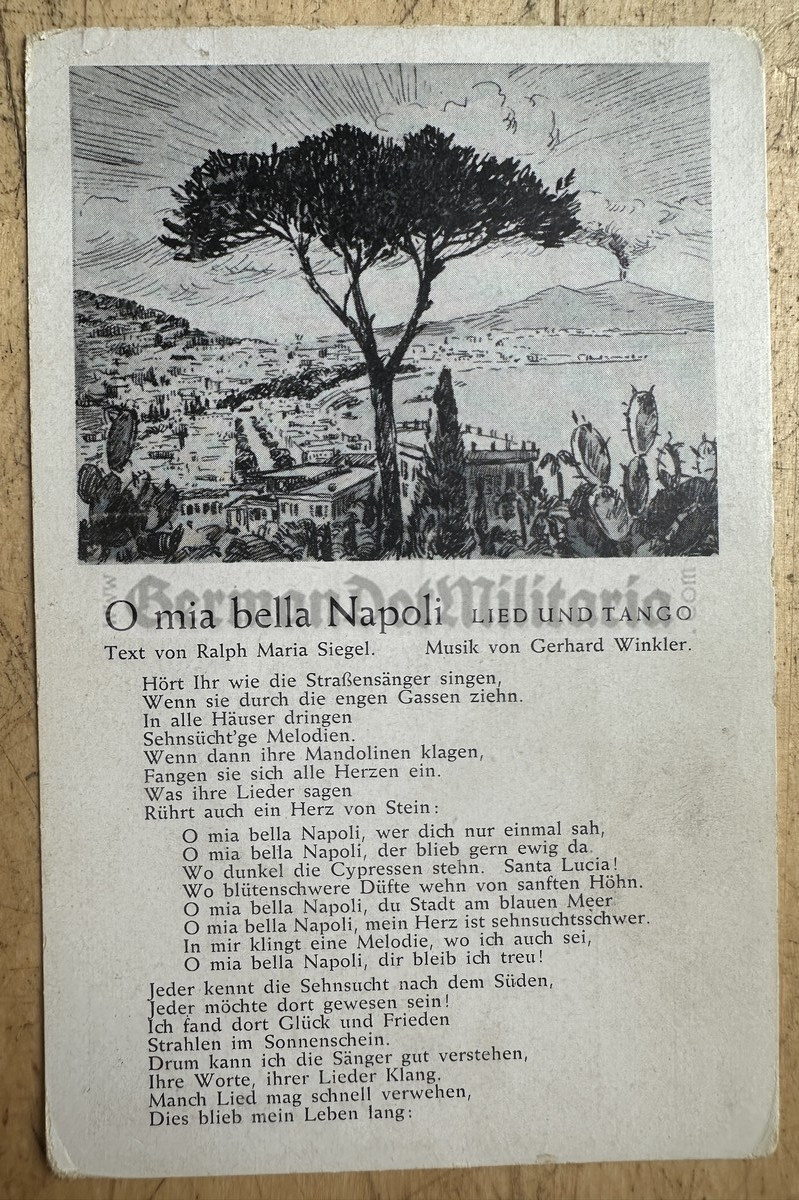 www.GermanDotMilitaria.com
O mia bella Napoli LIED UND TANGO
Text von Ralph Maria Siegel. Musik von Gerhard Winkler.
Hört Ihr wie die Straßensänger singen,
Wenn sie durch die engen Gassen ziehn.
In alle Häuser dringen
Sehnsücht'ge Melodien.
Wenn dann ihre Mandolinen klagen,
Fangen sie sich alle Herzen ein.
Was ihre Lieder sagen
Rührt auch ein Herz von Stein:
O mia bella Napoli, wer dich nur einmal sah,
O mia bella Napoli, der blieb gern ewig da.
Wo dunkel die Cypressen stehn. Santa Lucia!
Wo blütenschwere Düfte wehn von sanften Höhn.
O mia bella Napoli, du Stadt am blauen Meer
O mia bella Napoli, mein Herz ist sehnsuchtsschwer.
In mir klingt eine Melodie, wo ich auch sei,
O mia bella Napoli, dir bleib ich treu!
Jeder kennt die Sehnsucht nach dem Süden,
Jeder möchte dort gewesen sein!
Ich fand dort Glück und Frieden
Strahlen im Sonnenschein.
Drum kann ich die Sänger gut verstehen,
Ihre Worte, ihrer Lieder Klang.
Manch Lied mag schnell verwehen,
Dies blieb mein Leben lang: